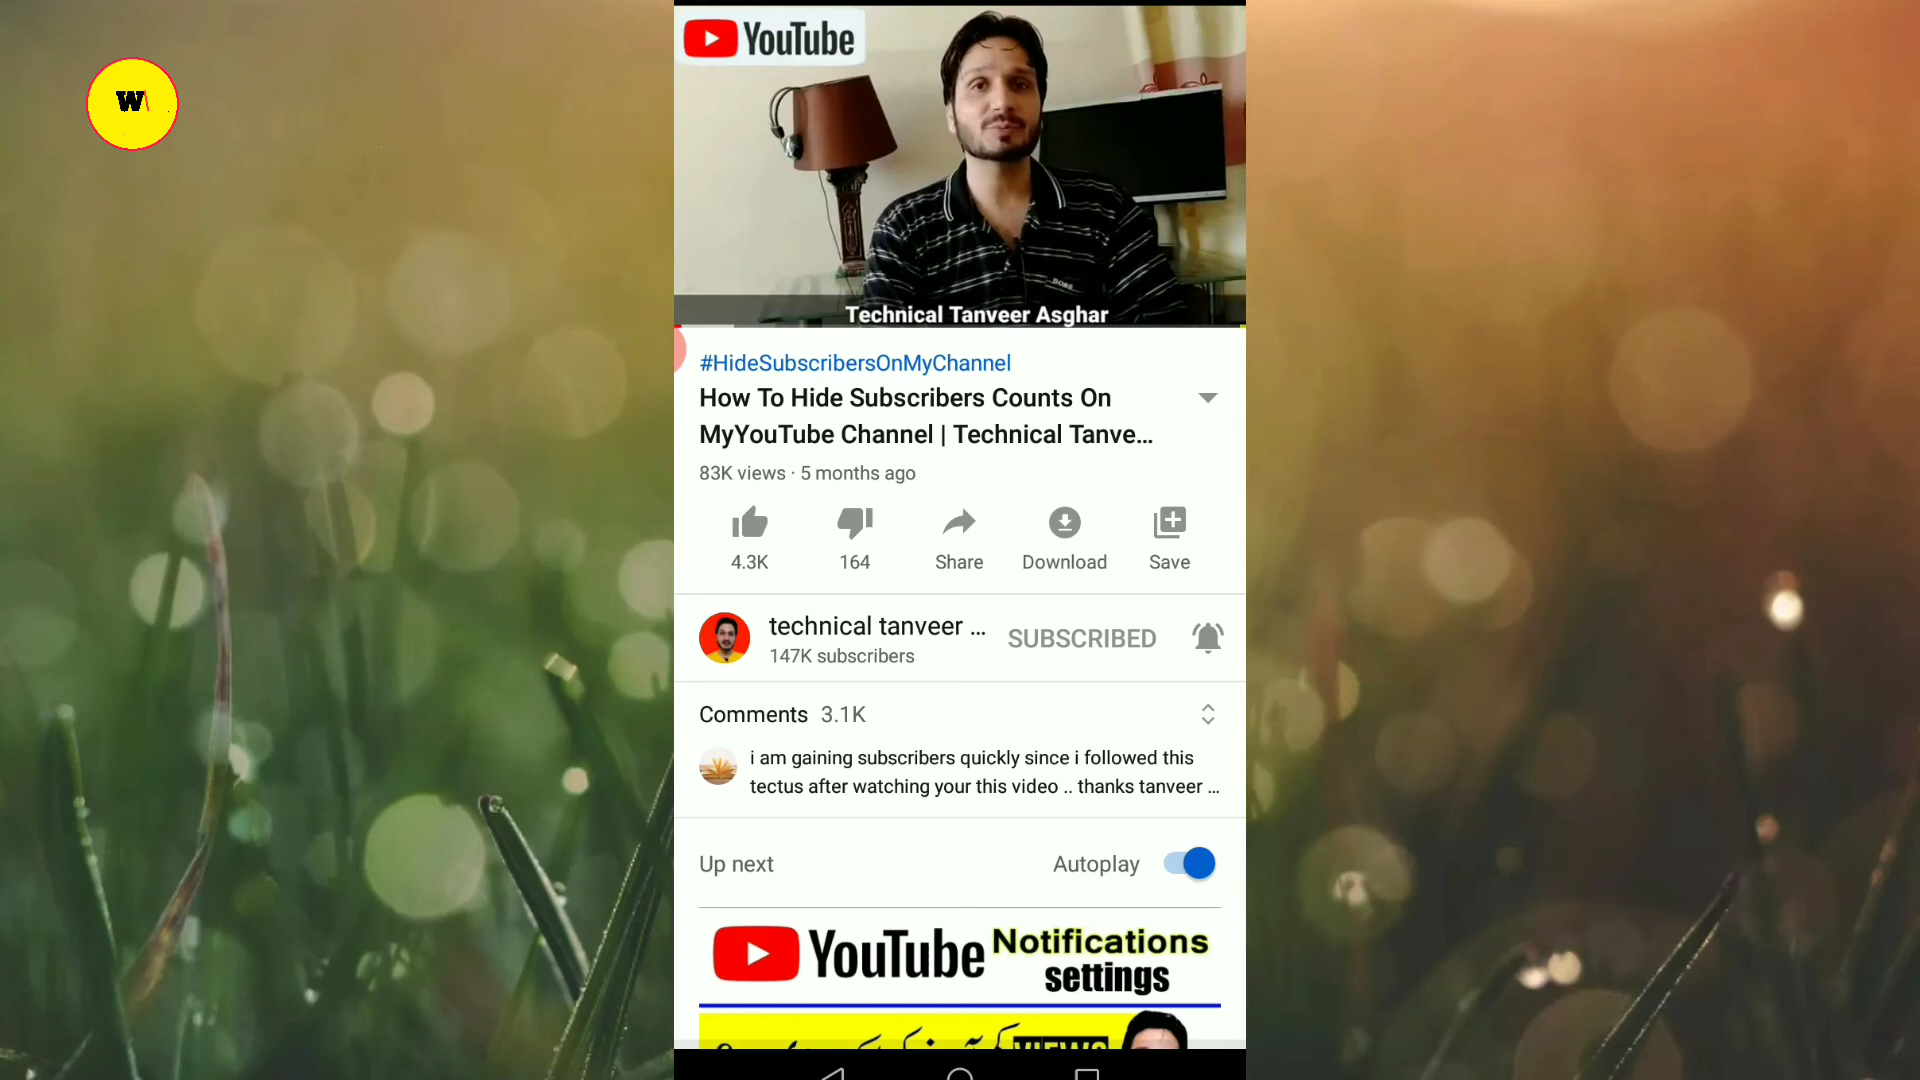 W
YouTube
Technical Tanveer Asghar
#HideSubscribersOnMyChannel
How To Hide Subscribers Counts On
MyYouTube Channel | Technical Tanve...
83K views · 5 months ago
4.3K 164 Share Download Save
technical tanveer ...
147K subscribers
SUBSCRIBED
Comments 3.1K
i am gaining subscribers quickly since i followed this
tectus after watching your this video .. thanks tanveer ...
Up next Autoplay
YouTube Notifications
settings
VIEWS